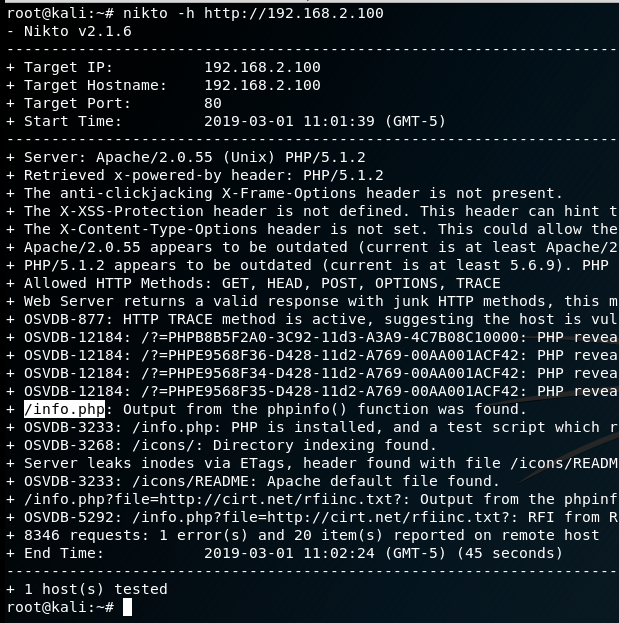 root@kali:~# nikto -h http://192.168.2.100
- Nikto v2.1.6
---------------------------------------------------------------------------
+ Target IP:          192.168.2.100
+ Target Hostname:    192.168.2.100
+ Target Port:        80
+ Start Time:         2019-03-01 11:01:39 (GMT-5)
---------------------------------------------------------------------------
+ Server: Apache/2.0.55 (Unix) PHP/5.1.2
+ Retrieved x-powered-by header: PHP/5.1.2
+ The anti-clickjacking X-Frame-Options header is not present.
+ The X-XSS-Protection header is not defined. This header can hint t
+ The X-Content-Type-Options header is not set. This could allow the
+ Apache/2.0.55 appears to be outdated (current is at least Apache/2
+ PHP/5.1.2 appears to be outdated (current is at least 5.6.9). PHP
+ Allowed HTTP Methods: GET, HEAD, POST, OPTIONS, TRACE
+ Web Server returns a valid response with junk HTTP methods, this m
+ OSVDB-877: HTTP TRACE method is active, suggesting the host is vul
+ OSVDB-12184: /?=PHPB8B5F2A0-3C92-11d3-A3A9-4C7B08C10000: PHP revea
+ OSVDB-12184: /?=PHPE9568F36-D428-11d2-A769-00AA001ACF42: PHP revea
+ OSVDB-12184: /?=PHPE9568F34-D428-11d2-A769-00AA001ACF42: PHP revea
+ OSVDB-12184: /?=PHPE9568F35-D428-11d2-A769-00AA001ACF42: PHP revea
+ /info.php: Output from the phpinfo() function was found.
+ OSVDB-3233: /info.php: PHP is installed, and a test script which r
+ OSVDB-3268: /icons/: Directory indexing found.
+ Server leaks inodes via ETags, header found with file /icons/READM
+ OSVDB-3233: /icons/README: Apache default file found.
+ /info.php?file=http://cirt.net/rfiinc.txt?: Output from the phpinf
+ OSVDB-5292: /info.php?file=http://cirt.net/rfiinc.txt?: RFI from R
+ 8346 requests: 1 error(s) and 20 item(s) reported on remote host
+ End Time:           2019-03-01 11:02:24 (GMT-5) (45 seconds)
---------------------------------------------------------------------------
+ 1 host(s) tested
root@kali:~#